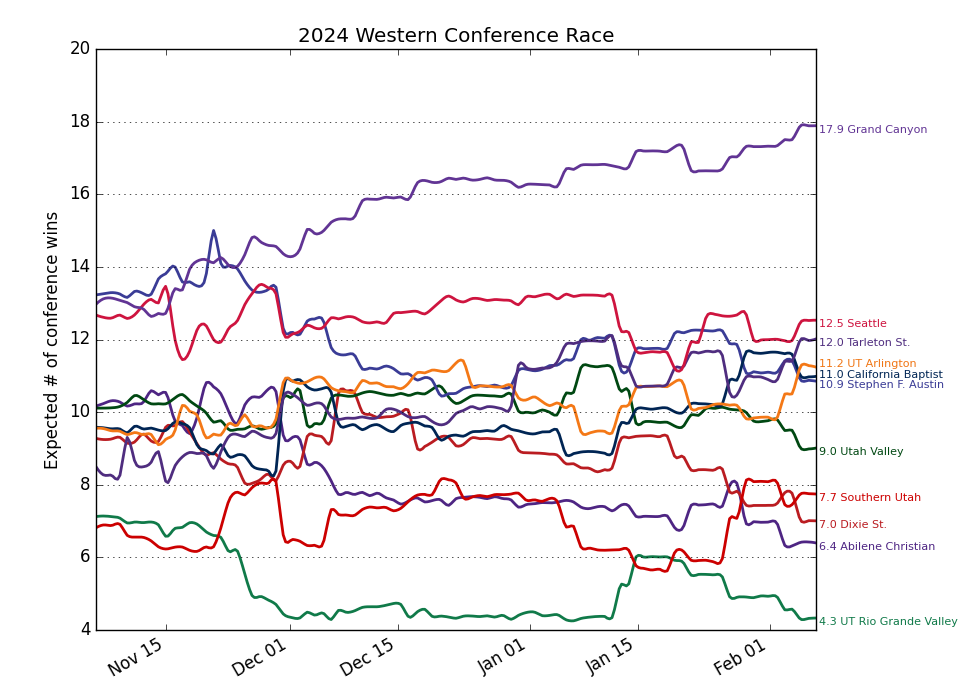 2024 Western Conference Race
Expected # of conference wins
20
18
16
14
12
10
8
6
4
17.9 Grand Canyon
12.5 Seattle
12.0 Tarleton St.
11.2 UT Arlington
11.0 California Baptist
10.9 Stephen F. Austin
9.0 Utah Valley
7.7 Southern Utah
7.0 Dixie St.
6.4 Abilene Christian
4.3 UT Rio Grande Valley
Nov 15
Dec 01
Dec 15
Jan 01
Jan 15
Feb 01